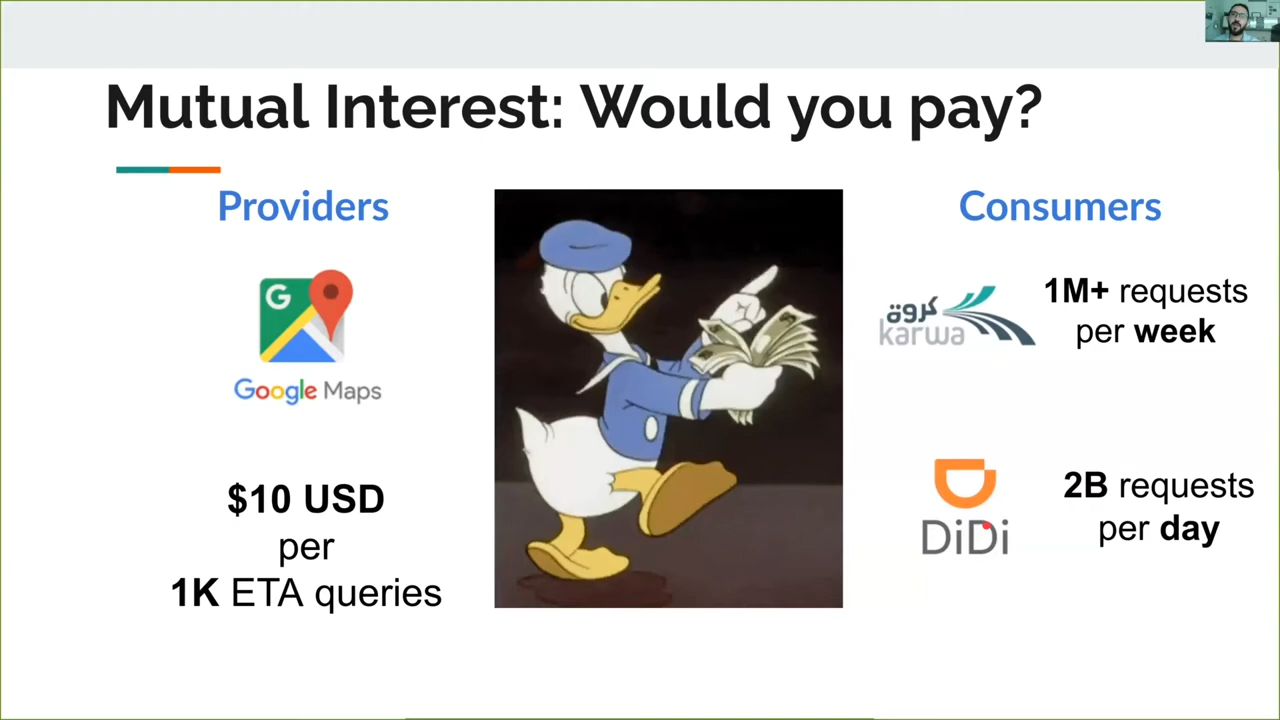 Mutual Interest: Would you pay?
Providers
G
Google Maps
$10 USD
per
1K ETA queries
Consumers
كروة
karwa
1M+ requests
per week
DiDi
2B requests
per day